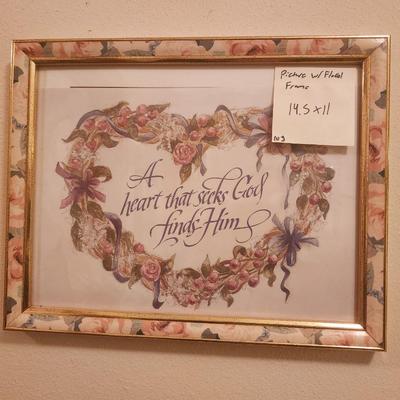 Picture w/ Floral
Frame
14.5 x 11
A
heart that seeks God
finds Him